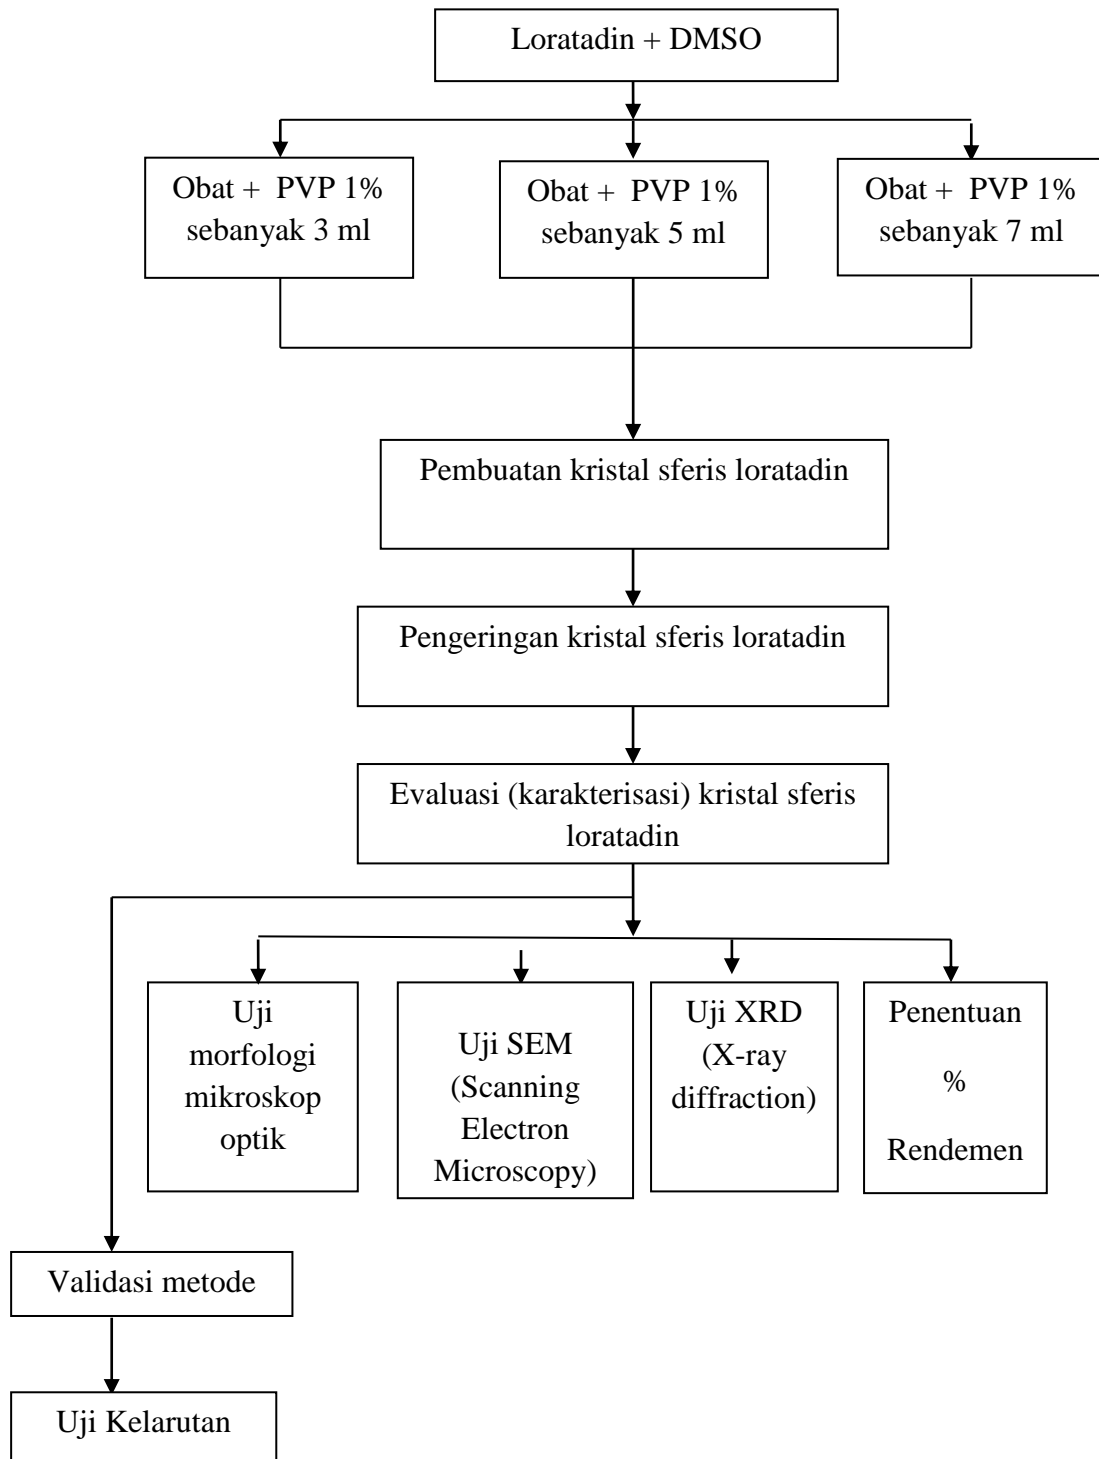 Loratadin + DMSO
Obat + PVP 1%
sebanyak 3 ml
Obat + PVP 1%
sebanyak 5 ml
Obat + PVP 1%
sebanyak 7 ml
Pembuatan kristal sferis loratadin
Pengeringan kristal sferis loratadin
Evaluasi (karakterisasi) kristal sferis
loratadin
Uji
morfologi
mikroskop
optik
Uji SEM
(Scanning
Electron
Microscopy)
Uji XRD
(X-ray
diffraction)
Penentuan
%
Rendemen
Validasi metode
Uji Kelarutan